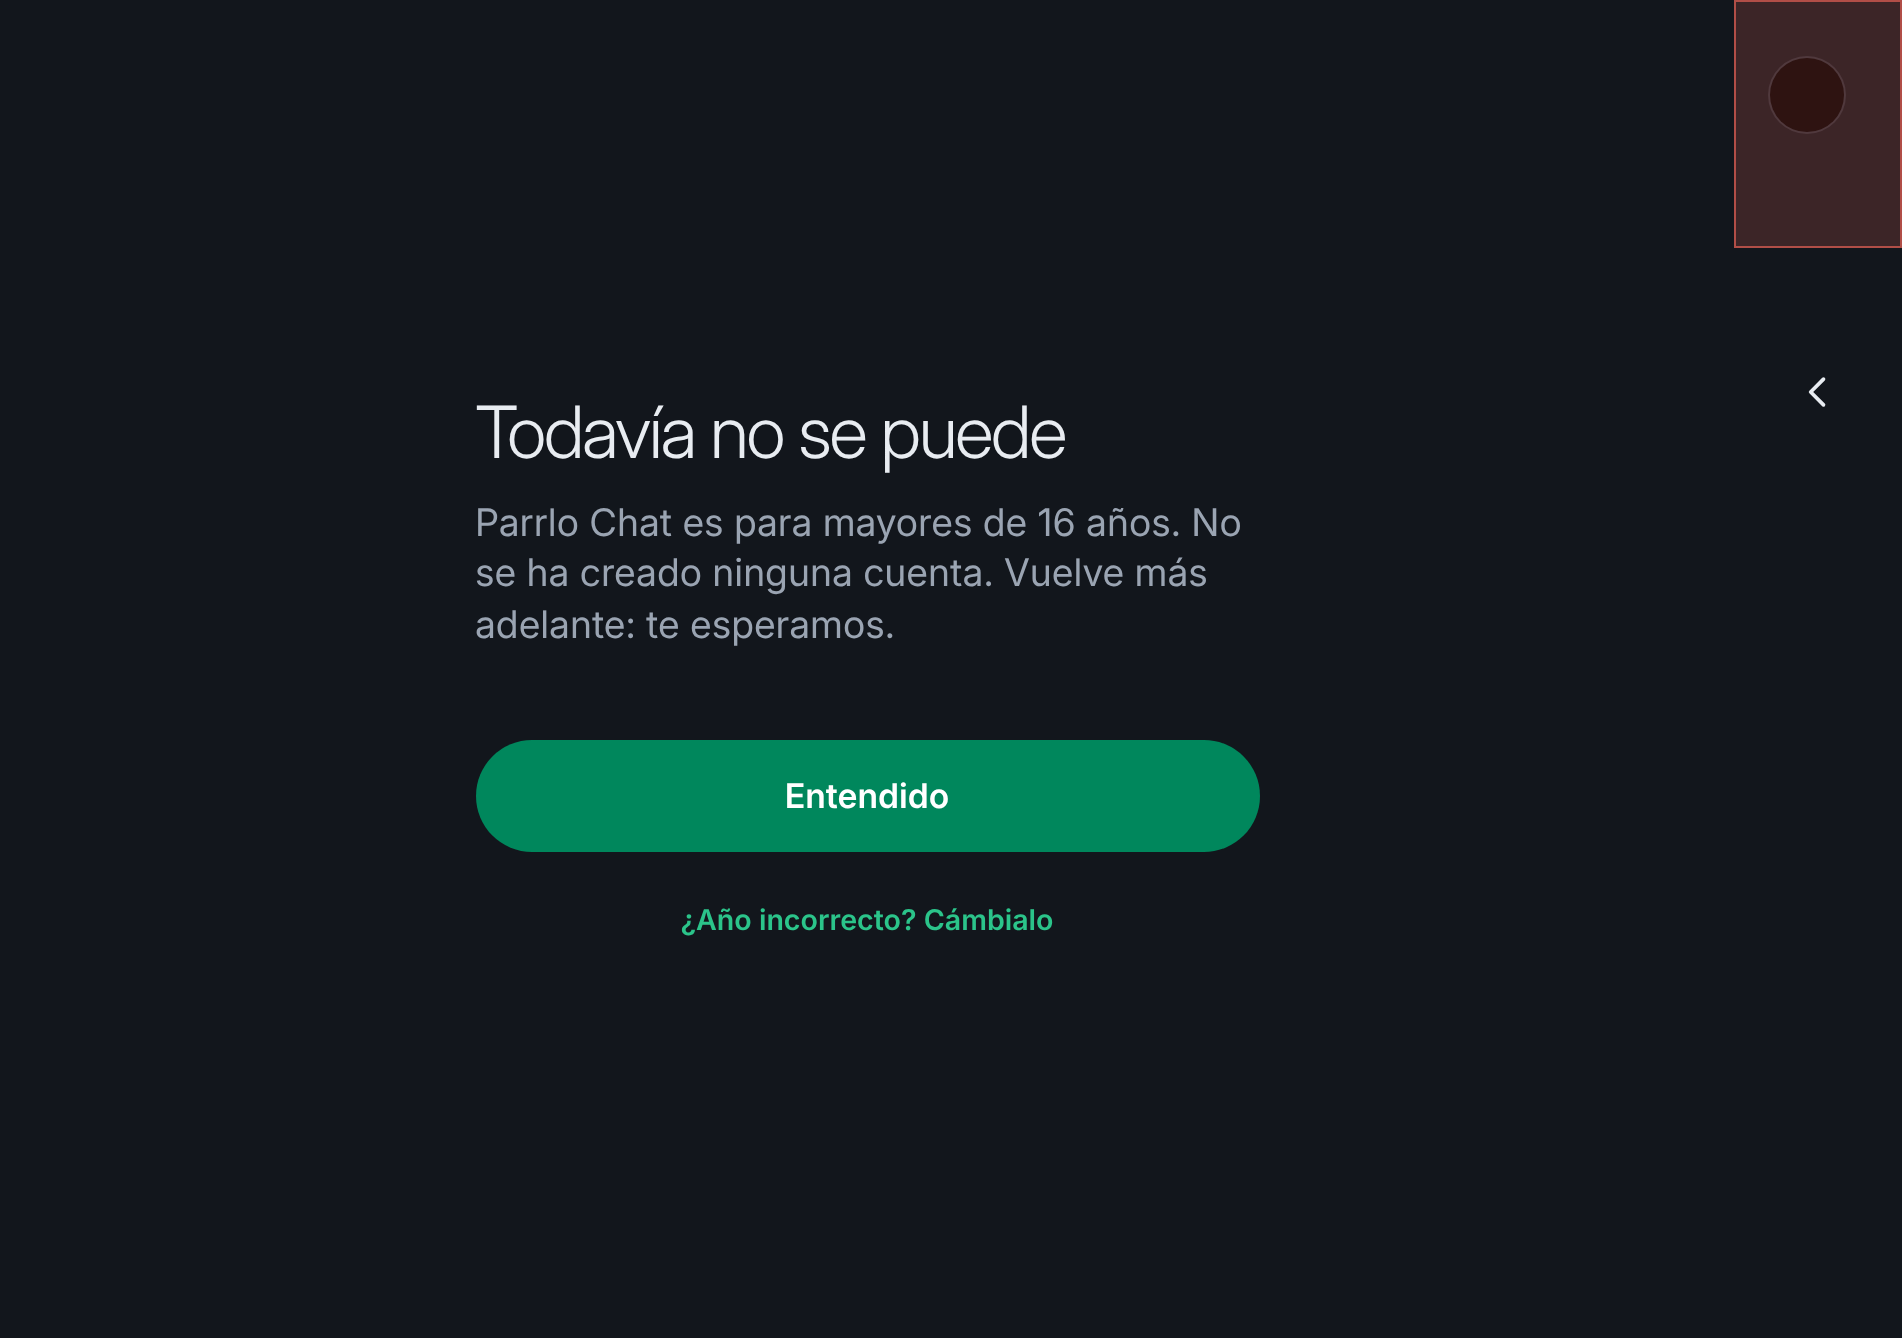 Todavía no se puede
Parrlo Chat es para mayores de 16 años. No
se ha creado ninguna cuenta. Vuelve más
adelante: te esperamos.
Entendido
¿Año incorrecto? Cámbialo